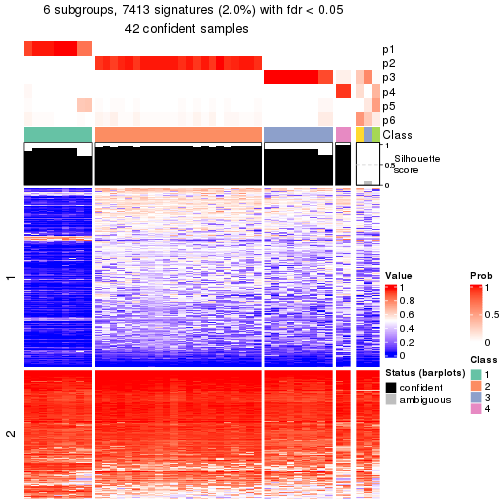 6 subgroups, 7413 signatures (2.0%) with fdr < 0.05
42 confident samples
p1
p2
p3
p4
p5
p6
Class
1
0.5
0
Silhouette
score
1
2
Value
1
0.8
0.6
0.4
0.2
0
Prob
1
0.5
0
Status (barplots)
confident
ambiguous
Class
1
2
3
4